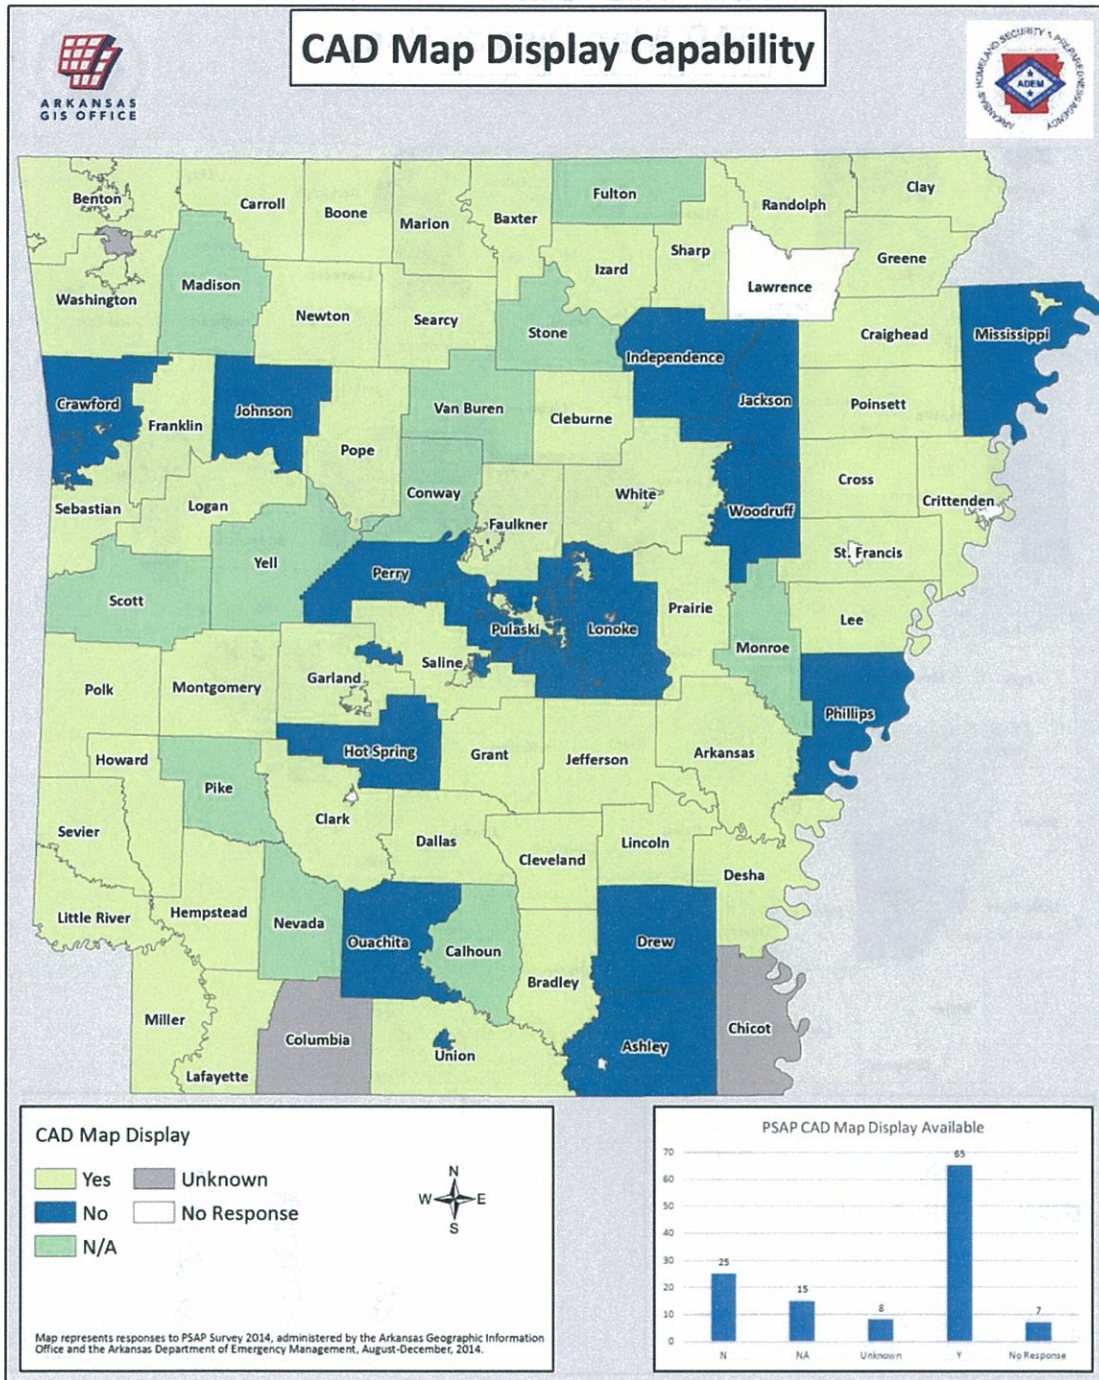 CAD Map Display Capability
ARKANSAS
GIS OFFICE
ARKANSAS' HOMELAND SECURITY & PREPAREDNESS AGENCY
ADEM
Benton
Carroll
Boone
Marion
Baxter
Fulton
Randolph
Clay
Sharp
Izard
Greene
Lawrence
Washington
Madison
Newton
Searcy
Stone
Independence
Jackson
Craighead
Mississippi
Crawford
Franklin
Johnson
Pope
Van Buren
Cleburne
Poinsett
Sebastian
Logan
Conway
Faulkner
White
Woodruff
Cross
Crittenden
St. Francis
Scott
Yell
Perry
Pulaski
Lonoke
Prairie
Monroe
Lee
Polk
Montgomery
Garland
Saline
Phillips
Howard
Pike
Hot Spring
Grant
Jefferson
Arkansas
Sevier
Clark
Dallas
Cleveland
Lincoln
Desha
Little River
Hempstead
Nevada
Ouachita
Calhoun
Bradley
Drew
Miller
Lafayette
Columbia
Union
Ashley
Chicot
CAD Map Display
Yes
Unknown
No
No Response
N/A
N
W
E
S
Map represents responses to PSAP Survey 2014, administered by the Arkansas Geographic Information
Office and the Arkansas Department of Emergency Management, August-December, 2014.
PSAP CAD Map Display Available
70
60
50
40
30
20
10
0
25
15
8
65
7
N
NA
Unknown
Y
No Response